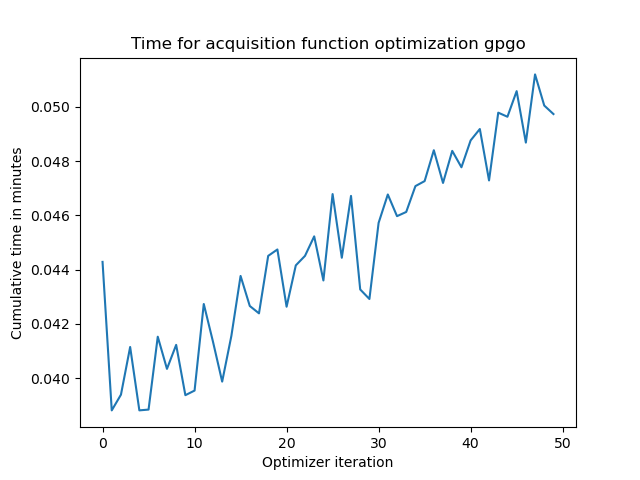 Time for acquisition function optimization gpgo
Cumulative time in minutes
0.050
0.048
0.046
0.044
0.042
0.040
0 10 20 30 40 50
Optimizer iteration